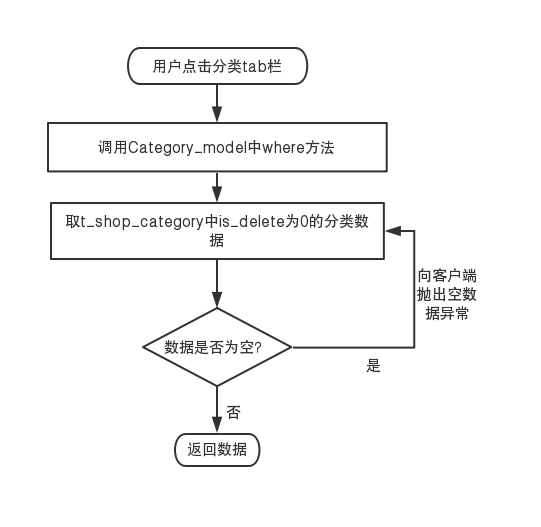 用户点击分类tab栏
调用Category_model中where方法
取t_shop_category中is_delete为0的分类数
据
向客户端
抛出空数
据异常
数据是否为空?
是
否
返回数据